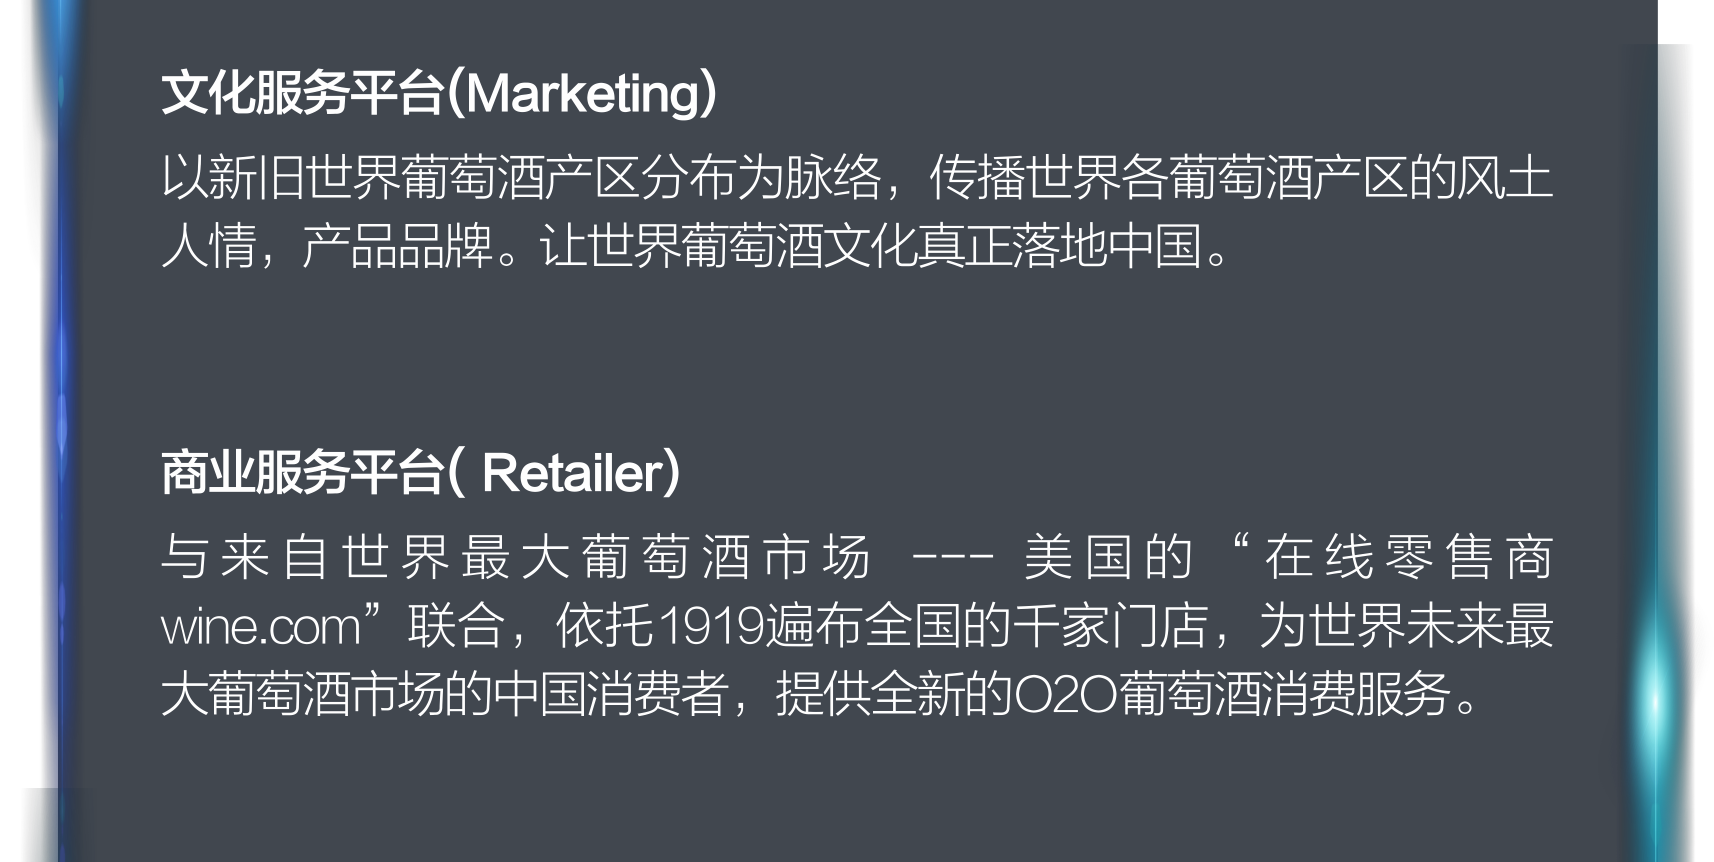 文化服务平台(Marketing)
以新旧世界葡萄酒产区分布为脉络，传播世界各葡萄酒产区的风土
人情，产品品牌。让世界葡萄酒文化真正落地中国。
商业服务平台( Retailer)
与来自世界最大葡萄酒市场 --- 美国的“在线零售商
wine.com”联合，依托1919遍布全国的千家门店，为世界未来最
大葡萄酒市场的中国消费者，提供全新的O2O葡萄酒消费服务。